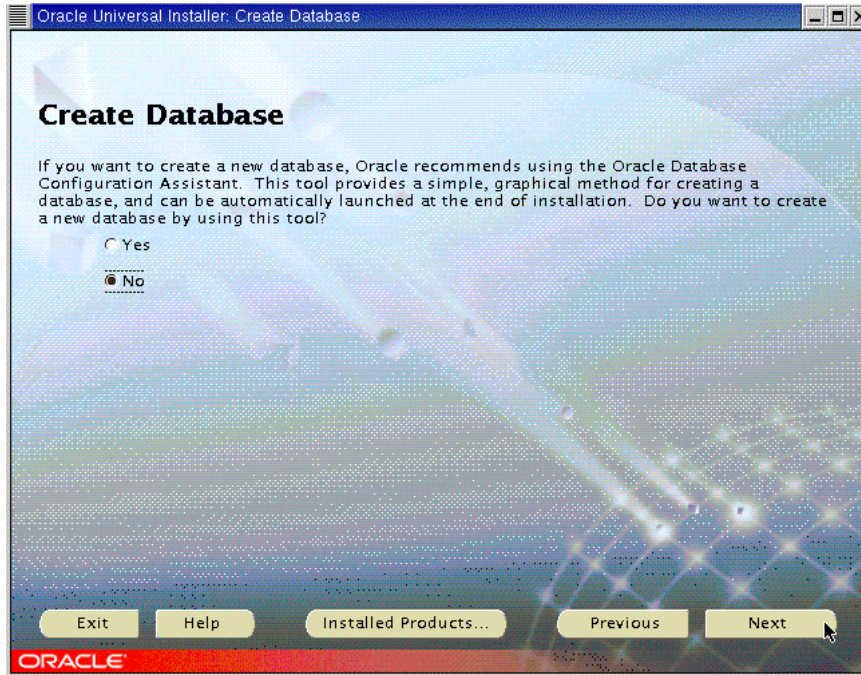 Oracle Universal Installer: Create Database
Create Database
If you want to create a new database, Oracle recommends using the Oracle Database
Configuration Assistant.  This tool provides a simple, graphical method for creating a
database, and can be automatically launched at the end of installation.  Do you want to create
a new database by using this tool?
Yes
No
Exit
Help
Installed Products...
Previous
Next
ORACLE